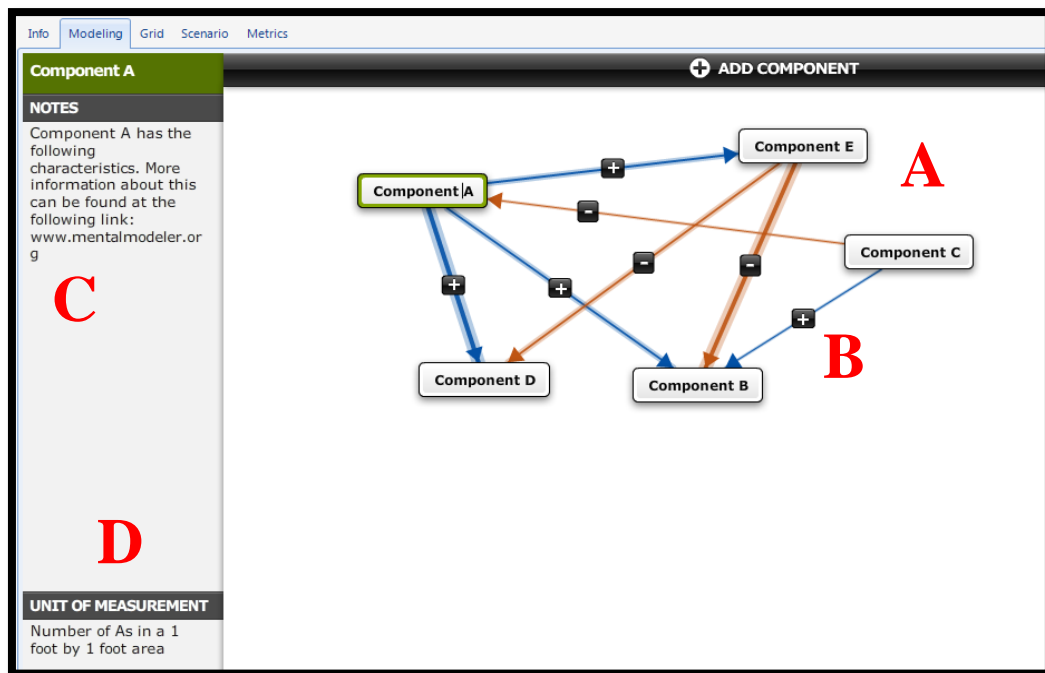 Info Modeling Grid Scenario Metrics
Component A
ADD COMPONENT
NOTES
Component A has the
following
characteristics. More
information about this
can be found at the
following link:
www.mentalmodeler.or
g
C
D
UNIT OF MEASUREMENT
Number of As in a 1
foot by 1 foot area
Component E
A
+
Component A
-
Component C
-
-
+
+
+
B
Component D
Component B